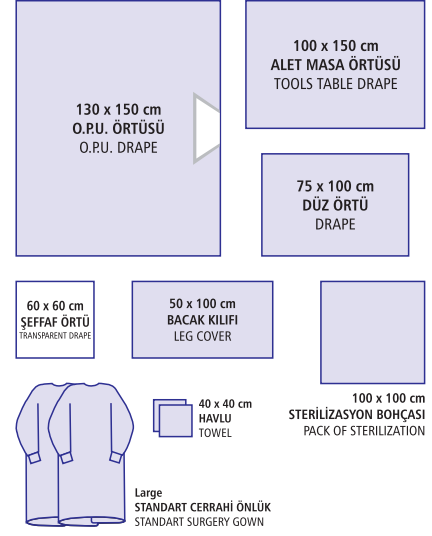 130 x 150 cm
O.P.U. ÖRTÜSÜ
O.P.U. DRAPE
100 x 150 cm
ALET MASA ÖRTÜSÜ
TOOLS TABLE DRAPE
75 x 100 cm
DÜZ ÖRTÜ
DRAPE
60 x 60 cm
ŞEFFAF ÖRTÜ
TRANSPARENT DRAPE
50 x 100 cm
BACAK KILIFI
LEG COVER
100 x 100 cm
STERİLİZASYON BOHÇASI
PACK OF STERILIZATION
40 x 40 cm
HAVLU
TOWEL
Large
STANDART CERRAHİ ÖNLÜK
STANDART SURGERY GOWN